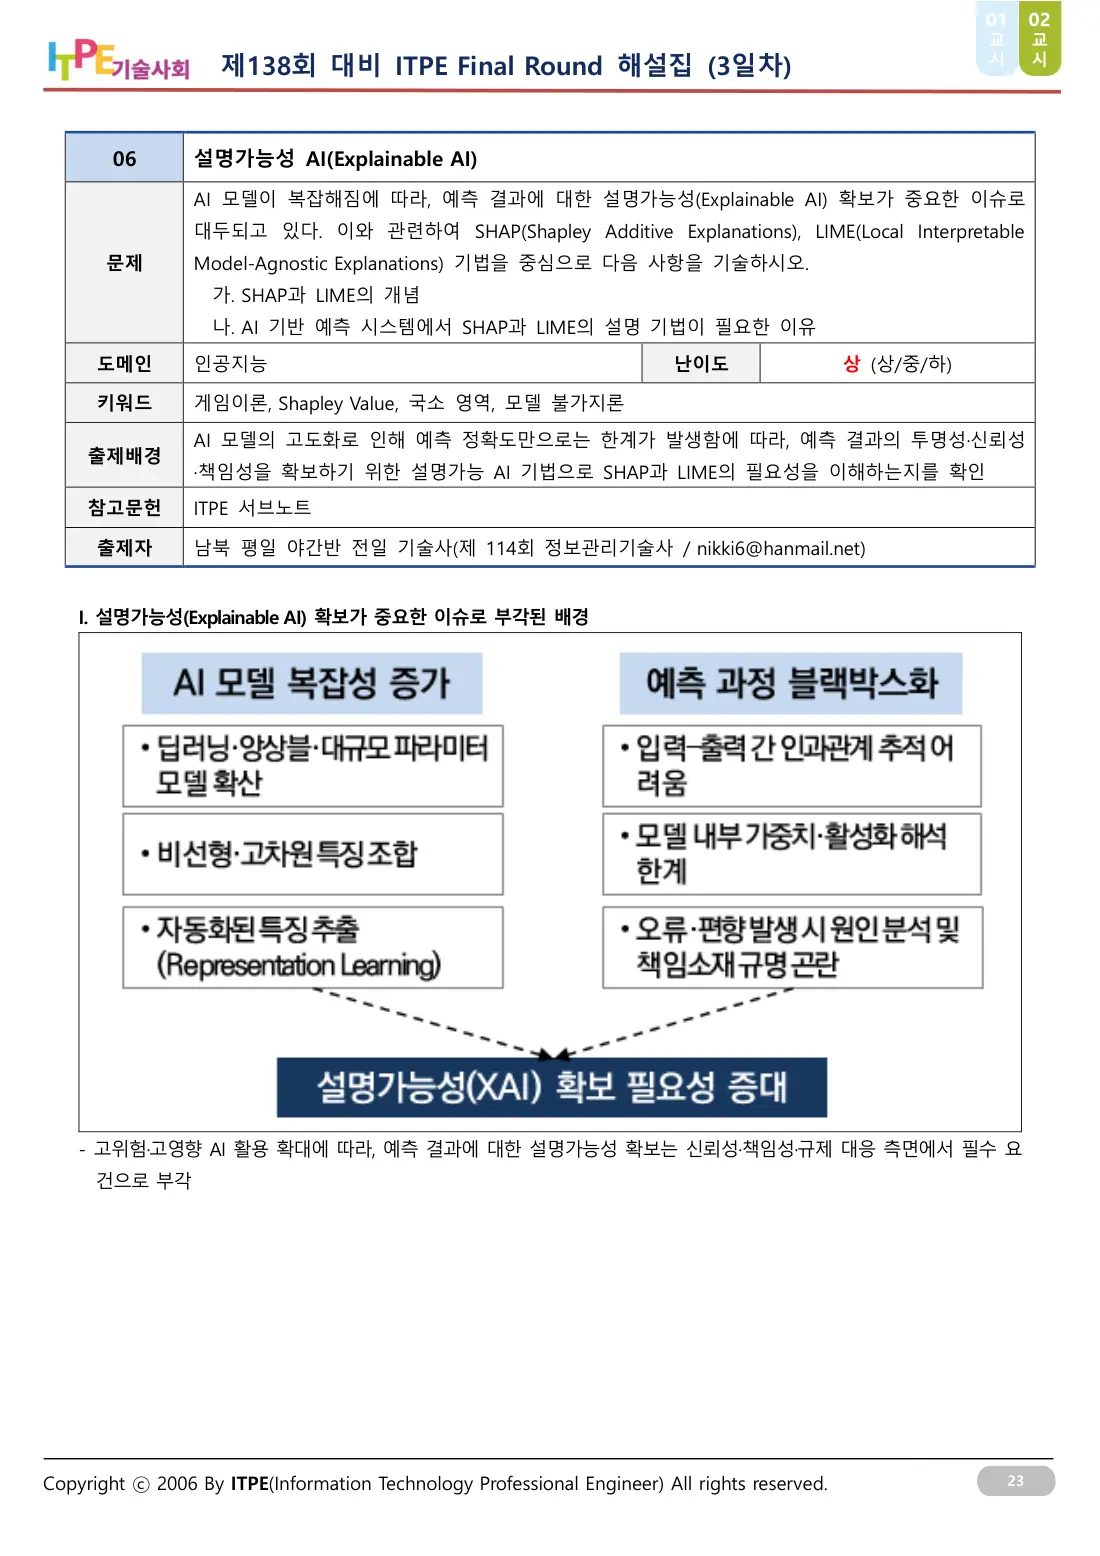 01
교
시
02
교
시
ITPE기술사회 제138회 대비 ITPE Final Round 해설집 (3일차)
06 설명가능성 AI(Explainable AI)
문제
AI 모델이 복잡해짐에 따라, 예측 결과에 대한 설명가능성(Explainable AI) 확보가 중요한 이슈로
대두되고 있다. 이와 관련하여 SHAP(Shapley Additive Explanations), LIME(Local Interpretable
Model-Agnostic Explanations) 기법을 중심으로 다음 사항을 기술하시오.
가. SHAP과 LIME의 개념
나. AI 기반 예측 시스템에서 SHAP과 LIME의 설명 기법이 필요한 이유
도메인 인공지능 난이도 상 (상/중/하)
키워드 게임이론, Shapley Value, 국소 영역, 모델 불가지론
출제배경
AI 모델의 고도화로 인해 예측 정확도만으로는 한계가 발생함에 따라, 예측 결과의 투명성·신뢰성
·책임성을 확보하기 위한 설명가능 AI 기법으로 SHAP과 LIME의 필요성을 이해하는지를 확인
참고문헌 ITPE 서브노트
출제자 남북 평일 야간반 전일 기술사(제 114회 정보관리기술사 / nikki6@hanmail.net)
I. 설명가능성(Explainable AI) 확보가 중요한 이슈로 부각된 배경
AI 모델 복잡성 증가
• 딥러닝·앙상블·대규모 파라미터
모델 확산
• 비선형·고차원 특징 조합
• 자동화된 특징 추출
(Representation Learning)
예측 과정 블랙박스화
• 입력–출력 간 인과관계 추적 어
려움
• 모델 내부 가중치·활성화 해석
한계
• 오류·편향 발생 시 원인 분석 및
책임소재 규명 곤란
설명가능성(XAI) 확보 필요성 증대
- 고위험·고영향 AI 활용 확대에 따라, 예측 결과에 대한 설명가능성 확보는 신뢰성·책임성·규제 대응 측면에서 필수 요
건으로 부각
Copyright ⓒ 2006 By ITPE(Information Technology Professional Engineer) All rights reserved.
23